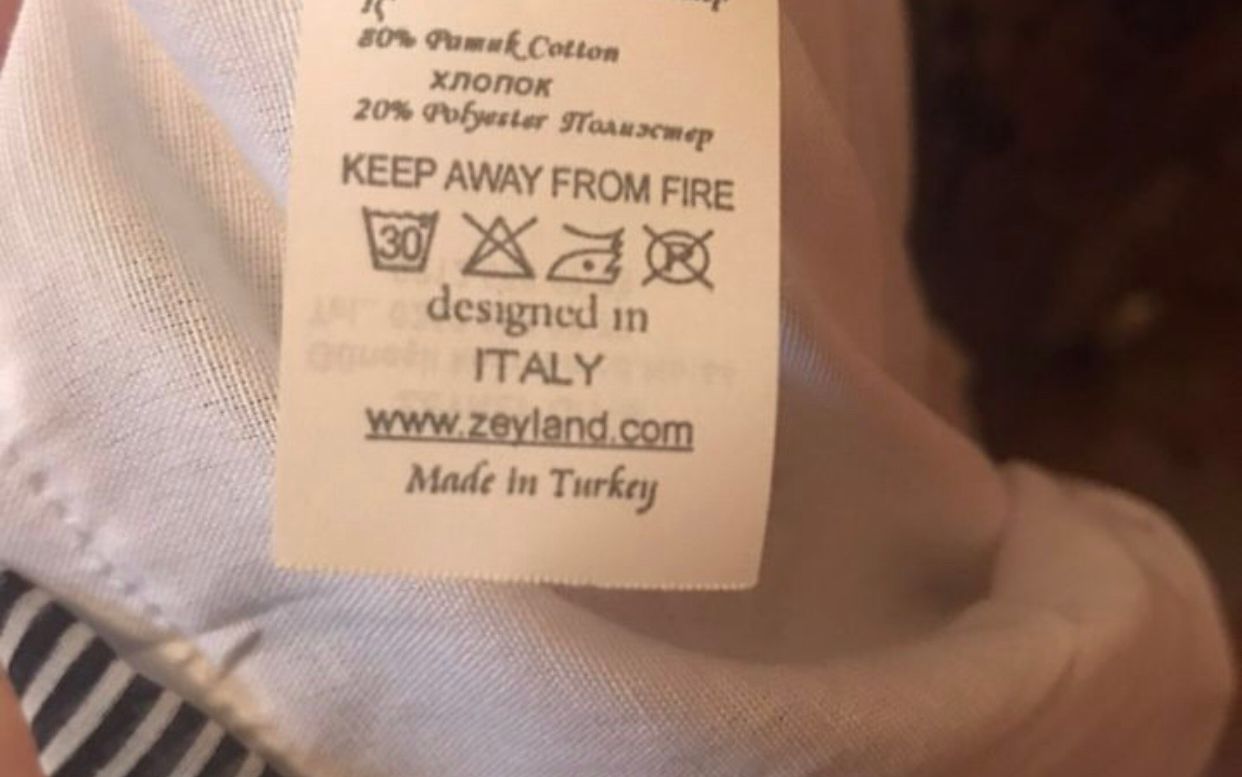 80% Pamuk Cotton
хлопок
20% Polyester Полиэстер
KEEP AWAY FROM FIRE
30 P
designed in
ITALY
www.zeyland.com
Made in Turkey